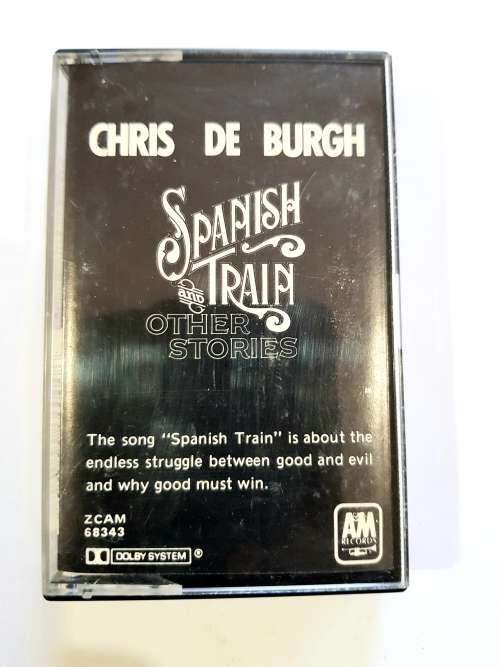 CHRIS DE BURGH
SPANISH
and TRAIN
OTHER
STORIES
The song "Spanish Train" is about the
endless struggle between good and evil
and why good must win.
ZCAM
68343
DOLBY SYSTEM ®
A&M
RECORDS